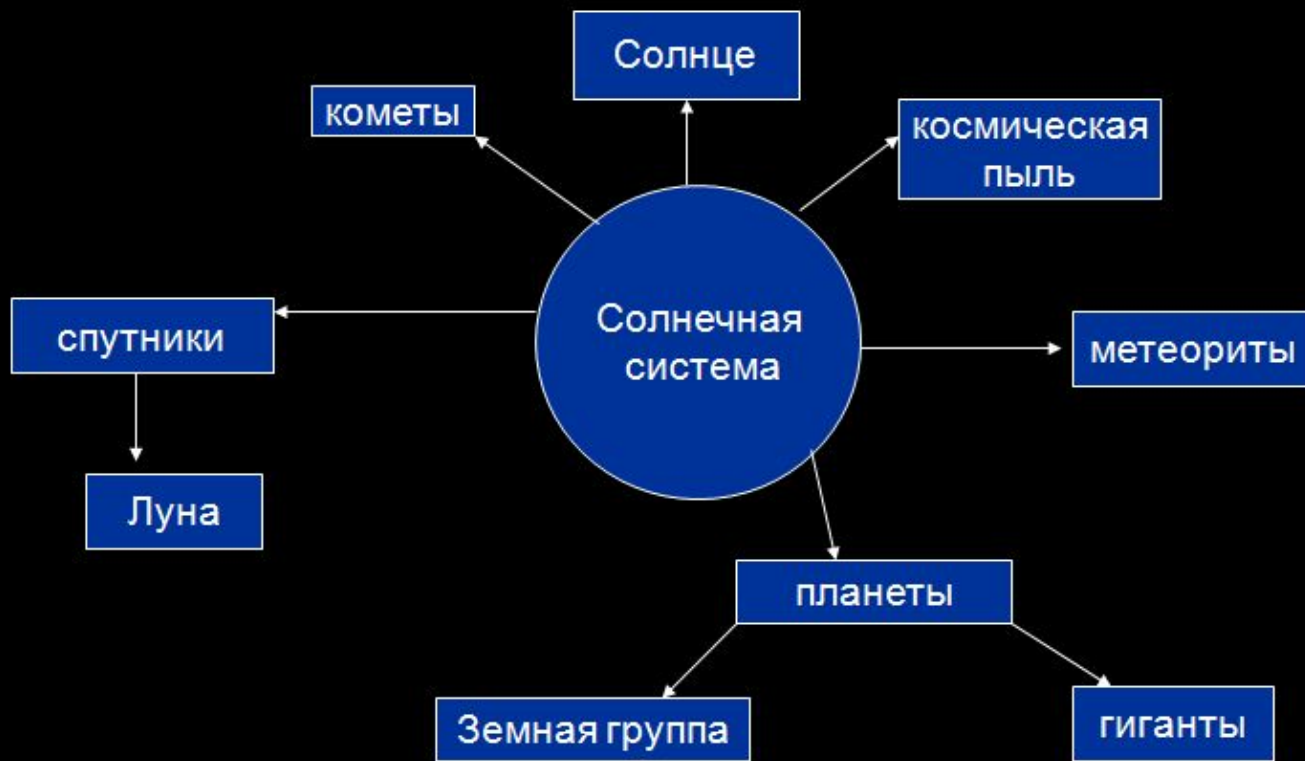 Солнце
кометы
космическая
пыль
Солнечная
система
спутники
метеориты
Луна
планеты
Земная группа
гиганты